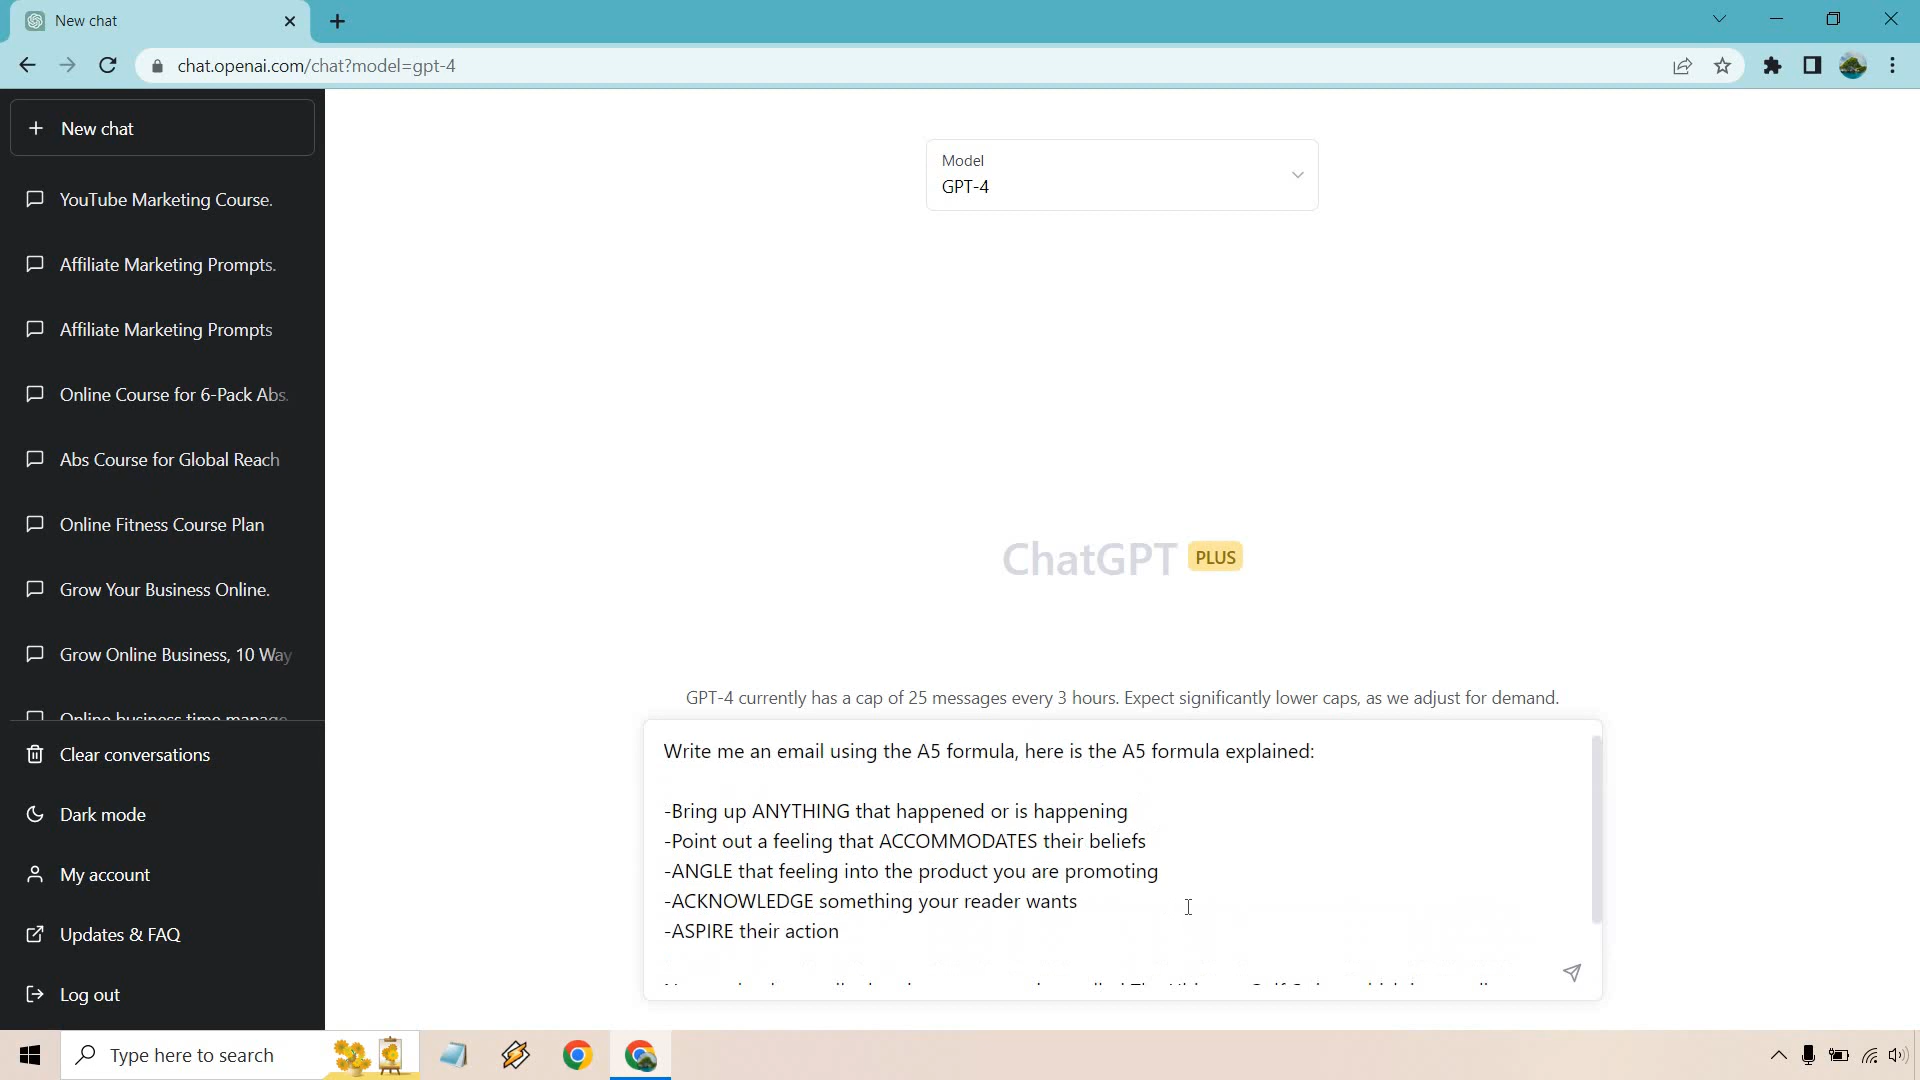 New chat
chat.openai.com/chat?model=gpt-4
New chat
YouTube Marketing Course.
Affiliate Marketing Prompts.
Affiliate Marketing Prompts
Online Course for 6-Pack Abs.
Abs Course for Global Reach
Online Fitness Course Plan
Grow Your Business Online.
Grow Online Business, 10 Way
Online business time manage
Clear conversations
Dark mode
My account
Updates & FAQ
Log out
Model
GPT-4
ChatGPT PLUS
GPT-4 currently has a cap of 25 messages every 3 hours. Expect significantly lower caps, as we adjust for demand.
Write me an email using the A5 formula, here is the A5 formula explained:
-Bring up ANYTHING that happened or is happening
-Point out a feeling that ACCOMMODATES their beliefs
-ANGLE that feeling into the product you are promoting
-ACKNOWLEDGE something your reader wants
-ASPIRE their action
Type here to search